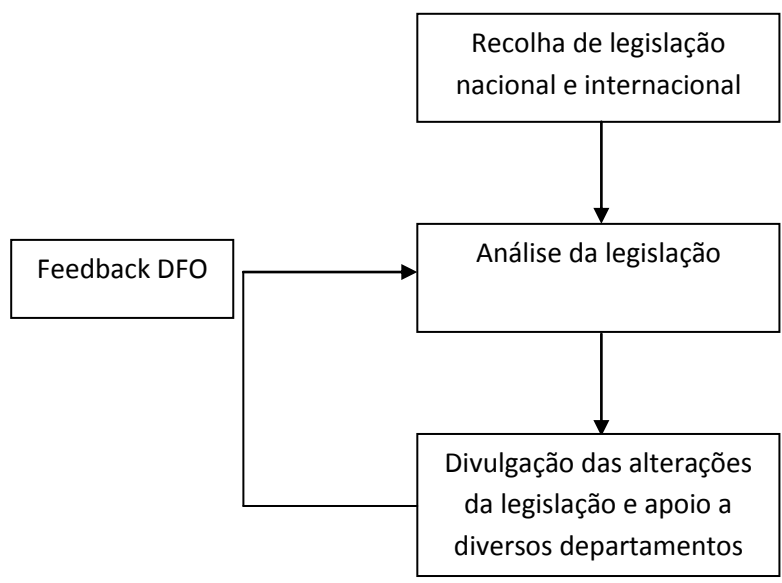 Recolha de legislação
nacional e internacional
Feedback DFO
Análise da legislação
Divulgação das alterações
da legislação e apoio a
diversos departamentos